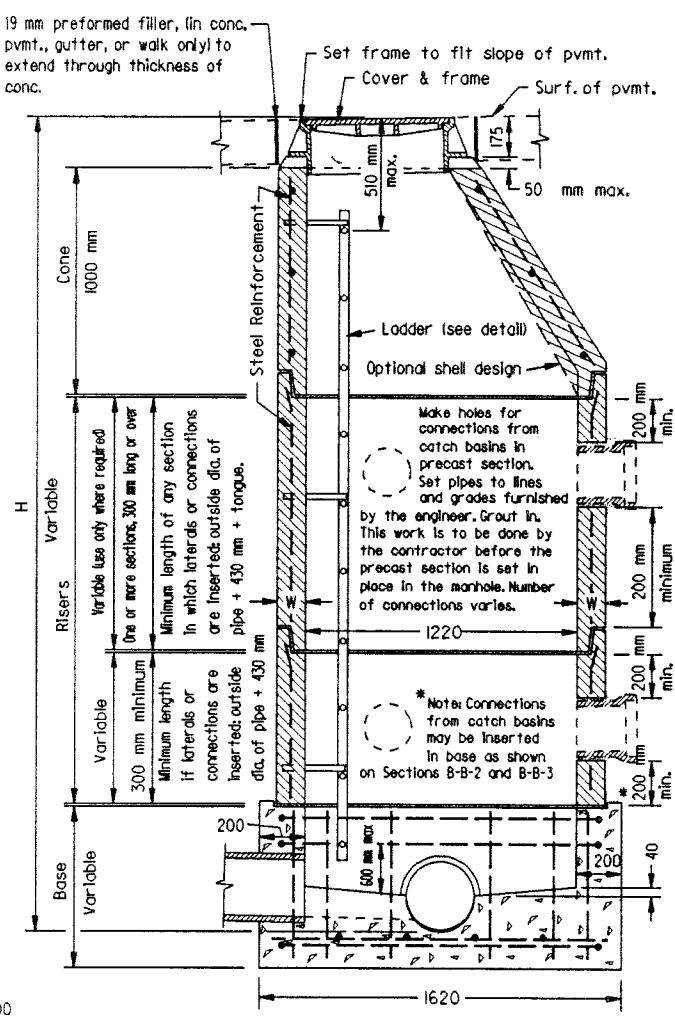 19 mm preformed filler, (in conc.
pvmt., gutter, or walk only) to
extend through thickness of
conc.
Set frame to fit slope of pvmt.
Cover & frame
Surf. of pvmt.
175
510 mm
max.
50 mm max.
Cone
1000 mm
Steel Reinforcement
Ladder (see detail)
Optional shell design
200 mm
min.
H
Risers
Variable
Variable (use only where required)
One or more sections, 300 mm long or over
Minimum length of any section
in which laterals or connections
are inserted: outside dia. of
pipe + 430 mm + tongue.
Make holes for
connections from
catch basins in
precast section.
Set pipes to lines
and grades furnished
by the engineer. Grout in.
This work is to be done by
the contractor before the
precast section is set in
place in the manhole. Number
of connections varies.
200 mm
minimum
W
W
1220
Variable
300 mm minimum
Minimum length
if laterals or
connections are
inserted: outside
dia. of pipe + 430 mm
200 mm
min.
* Note: Connections
from catch basins
may be inserted
in base as shown
on Sections B-B-2 and B-B-3
200 mm
min.
*
Base
Variable
200
600 mm max
200
40
1620